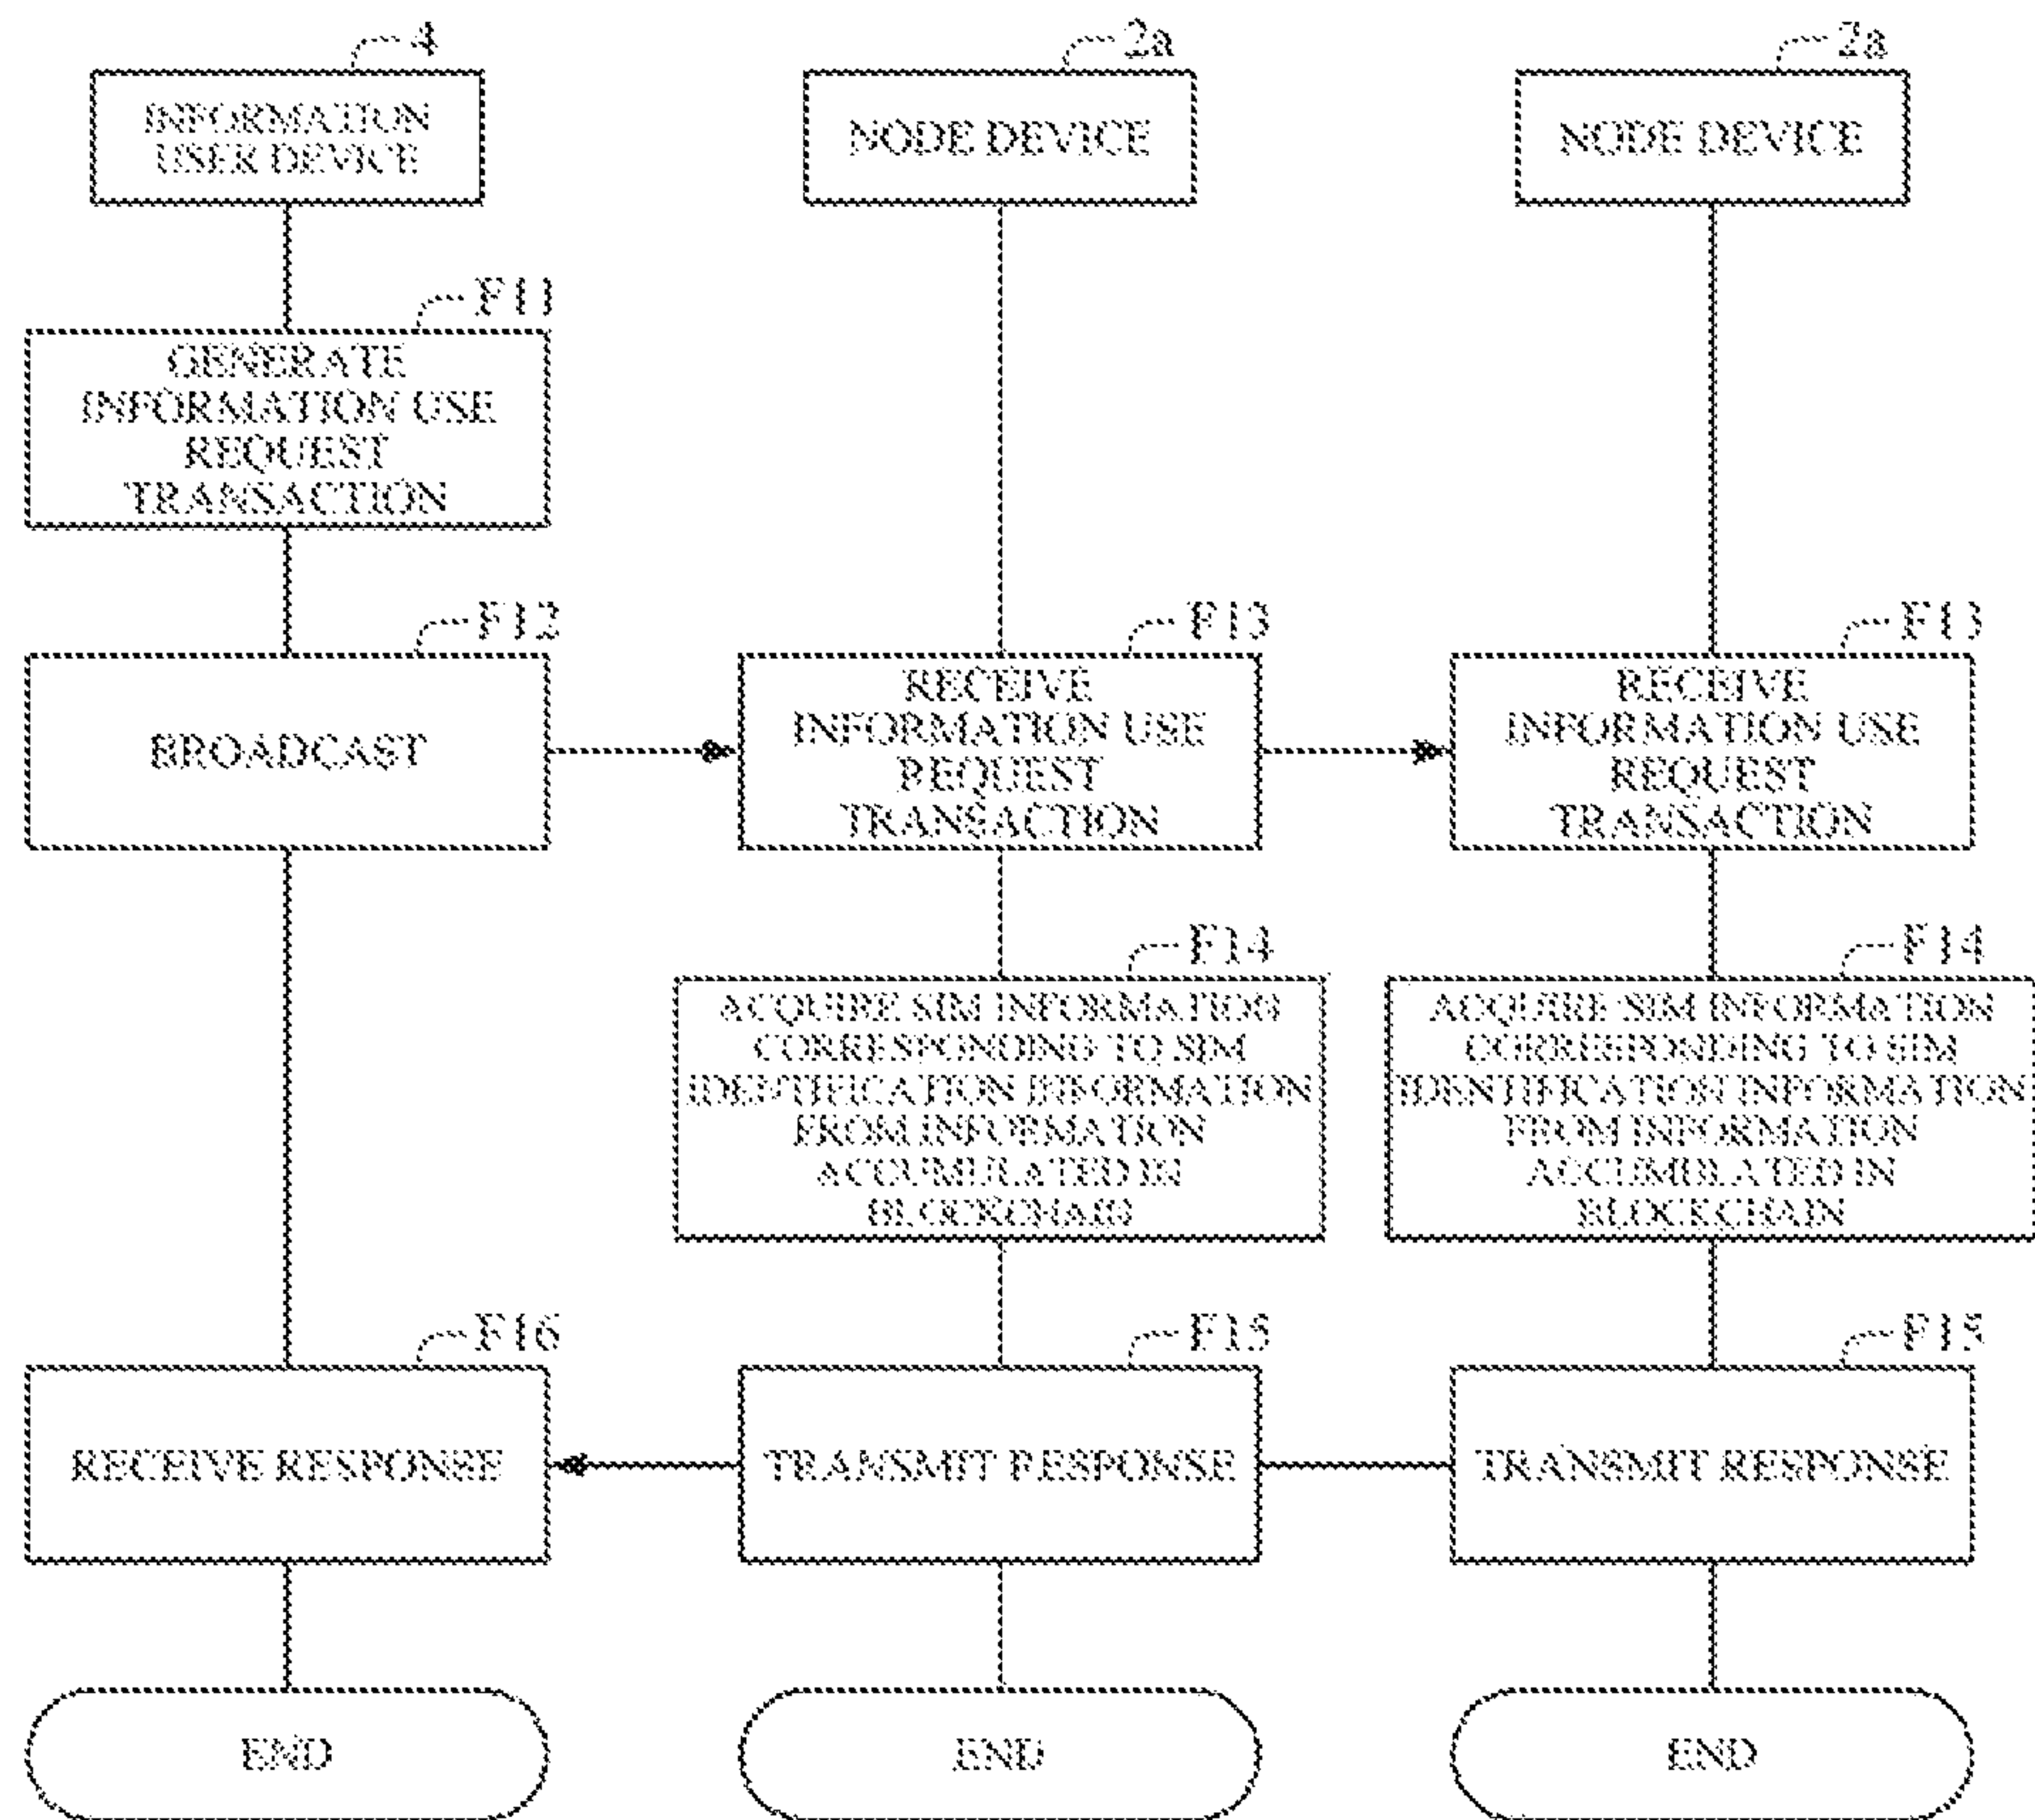 4
2a
2a
INFORMATION
USER DEVICE
NODE DEVICE
NODE DEVICE
F11
GENERATE
INFORMATION USE
REQUEST
TRANSACTION
F12
F13
F13
BROADCAST
RECEIVE
INFORMATION USE
REQUEST
TRANSACTION
RECEIVE
INFORMATION USE
REQUEST
TRANSACTION
F14
F14
ACQUIRE SIM INFORMATION
CORRESPONDING TO SIM
IDENTIFICATION INFORMATION
FROM INFORMATION
ACCUMULATED IN
BLOCKCHAIN
ACQUIRE SIM INFORMATION
CORRESPONDING TO SIM
IDENTIFICATION INFORMATION
FROM INFORMATION
ACCUMULATED IN
BLOCKCHAIN
F16
F15
F15
RECEIVE RESPONSE
TRANSMIT RESPONSE
TRANSMIT RESPONSE
END
END
END